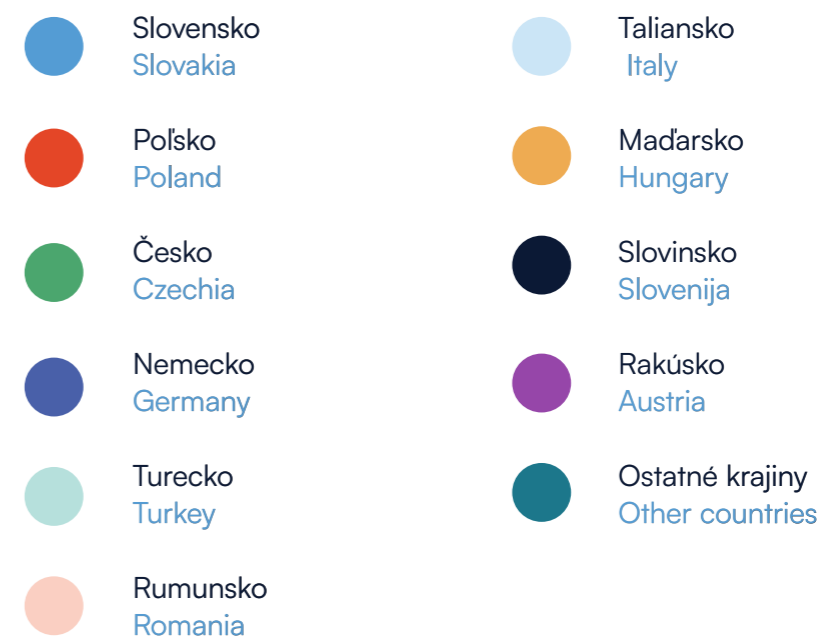 Slovensko
Slovakia
Poľsko
Poland
Česko
Czechia
Nemecko
Germany
Turecko
Turkey
Rumunsko
Romania
Taliansko
Italy
Maďarsko
Hungary
Slovinsko
Slovenija
Rakúsko
Austria
Ostatné krajiny
Other countries